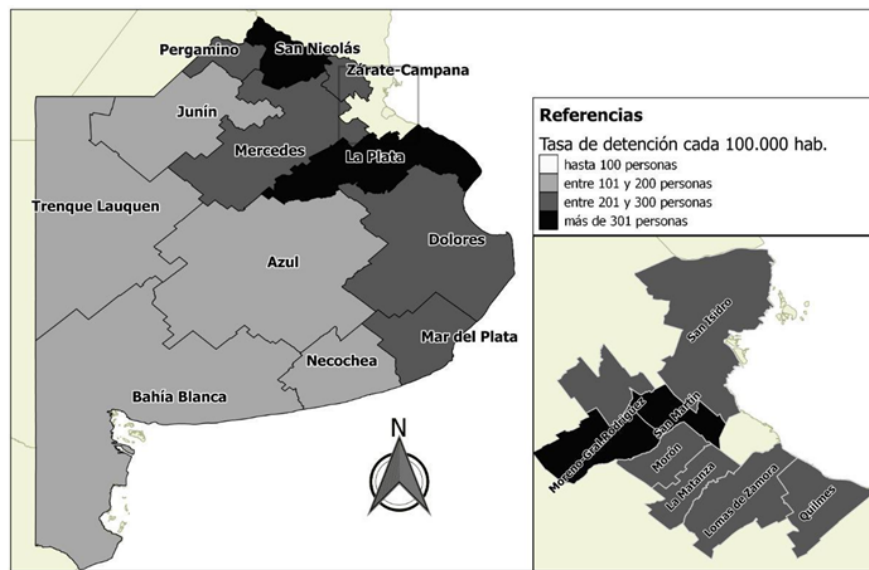 Pergamino
San Nicolás
Zárate-Campana
Junín
Mercedes
La Plata
Trenque Lauquen
Dolores
Azul
Mar del Plata
Necochea
Bahía Blanca
N
Referencias
Tasa de detención cada 100.000 hab.
hasta 100 personas
entre 101 y 200 personas
entre 201 y 300 personas
más de 301 personas
San Isidro
San Martín
Moreno-Gral.Rodríguez
Morón
La Matanza
Lomas de Zamora
Quilmes